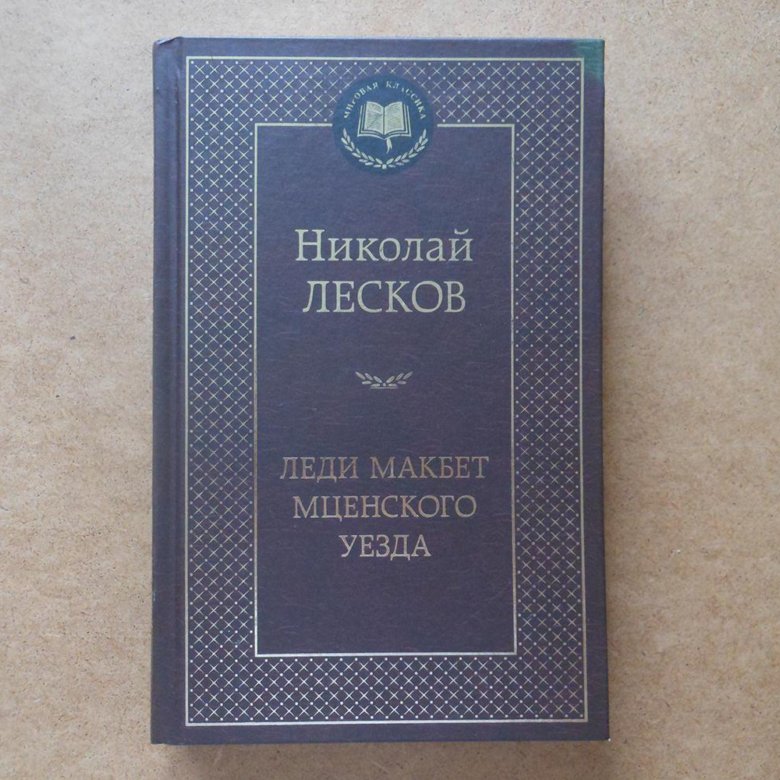 МИРОВАЯ КЛАССИКА
Николай
ЛЕСКОВ
ЛЕДИ МАКБЕТ
МЦЕНСКОГО
УЕЗДА